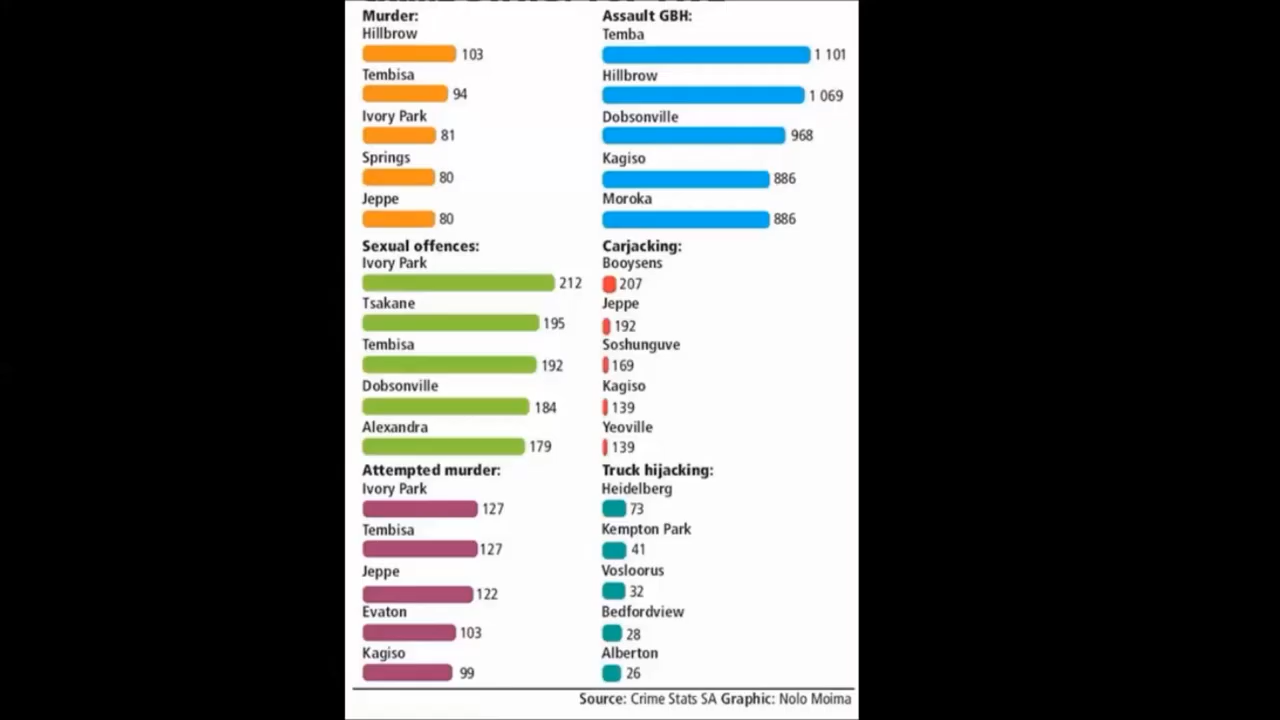 Murder:
Hillbrow
103
Tembisa
94
Ivory Park
81
Springs
80
Jeppe
80
Sexual offences:
Ivory Park
212
Tsakane
195
Tembisa
192
Dobsonville
184
Alexandra
179
Attempted murder:
Ivory Park
127
Tembisa
127
Jeppe
122
Evaton
103
Kagiso
99
Assault GBH:
Temba
1 101
Hillbrow
1 069
Dobsonville
968
Kagiso
886
Moroka
886
Carjacking:
Booysens
207
Jeppe
192
Soshunguve
169
Kagiso
139
Yeoville
139
Truck hijacking:
Heidelberg
73
Kempton Park
41
Vosloorus
32
Bedfordview
28
Alberton
26
Source: Crime Stats SA Graphic: Nolo Moima